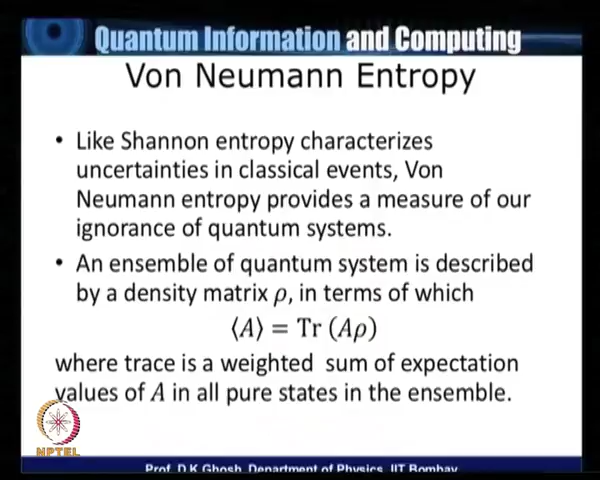 Quantum Information and Computing
Von Neumann Entropy
• Like Shannon entropy characterizes
uncertainties in classical events, Von
Neumann entropy provides a measure of our
ignorance of quantum systems.
• An ensemble of quantum system is described
by a density matrix ρ, in terms of which
⟨A⟩ = Tr (Aρ)
where trace is a weighted sum of expectation
values of A in all pure states in the ensemble.
NPTEL
Prof. D K Ghosh, Department of Physics, IIT Bombay